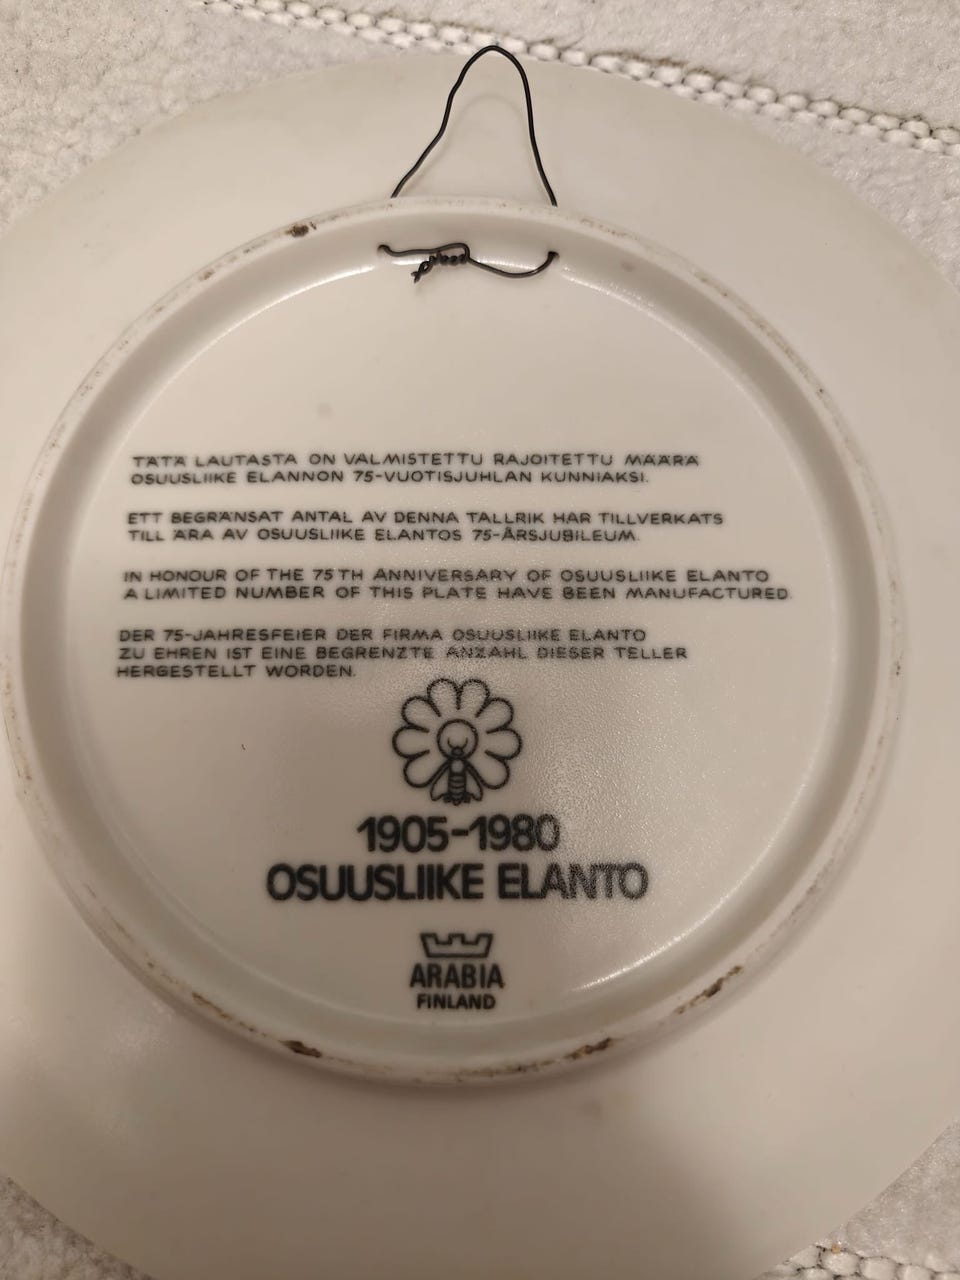 TÄTÄ LAUTASTA ON VALMISTETTU RAJOITETTU MÄÄRÄ
OSUUSLIIKE ELANNON 75-VUOTISJUHLAN KUNNIAKSI.
ETT BEGRÄNSAT ANTAL AV DENNA TALLRIK HAR TILLVERKATS
TILL ÄRA AV OSUUSLIIKE ELANTOS 75-ÅRSJUBILEUM.
IN HONOUR OF THE 75TH ANNIVERSARY OF OSUUSLIIKE ELANTO
A LIMITED NUMBER OF THIS PLATE HAVE BEEN MANUFACTURED.
DER 75-JAHRESFEIER DER FIRMA OSUUSLIIKE ELANTO
ZU EHREN IST EINE BEGRENZTE ANZAHL DIESER TELLER
HERGESTELLT WORDEN.
1905-1980
OSUUSLIIKE ELANTO
ARABIA
FINLAND